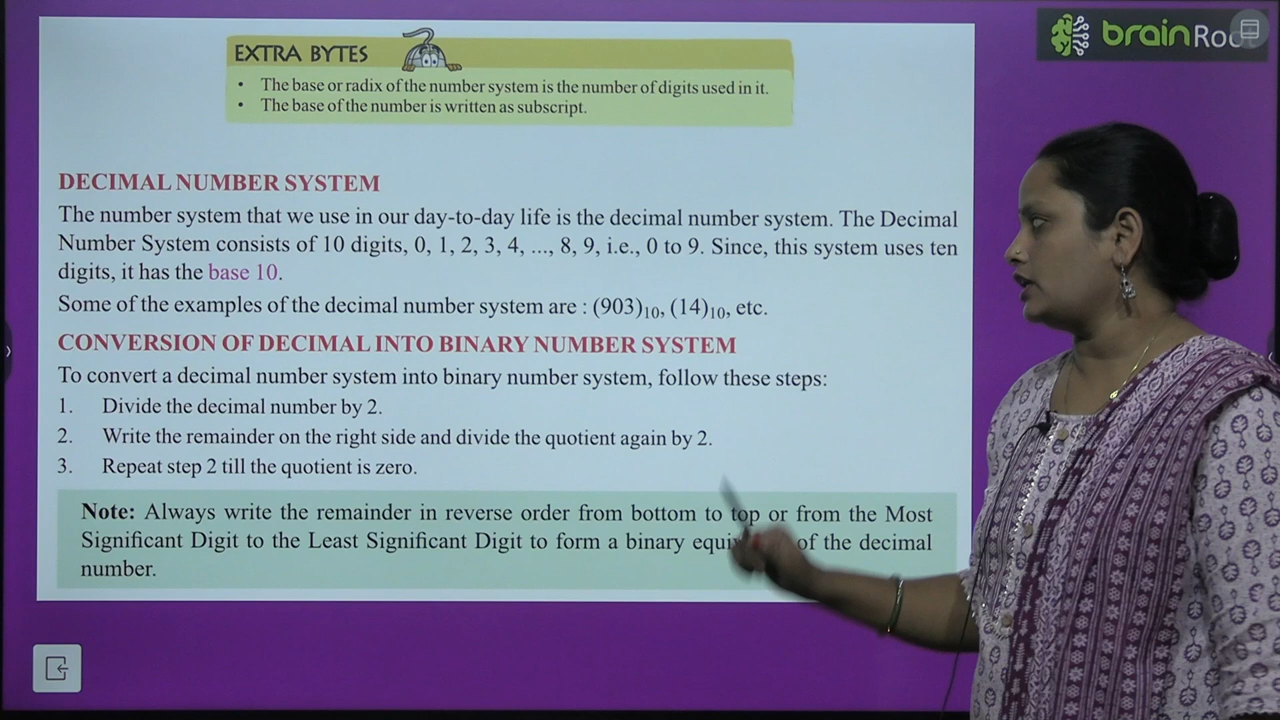 brainRoo
EXTRA BYTES
• The base or radix of the number system is the number of digits used in it.
• The base of the number is written as subscript.
DECIMAL NUMBER SYSTEM
The number system that we use in our day-to-day life is the decimal number system. The Decimal
Number System consists of 10 digits, 0, 1, 2, 3, 4, ..., 8, 9, i.e., 0 to 9. Since, this system uses ten
digits, it has the base 10.
Some of the examples of the decimal number system are : (903)₁₀, (14)₁₀, etc.
CONVERSION OF DECIMAL INTO BINARY NUMBER SYSTEM
To convert a decimal number system into binary number system, follow these steps:
1. Divide the decimal number by 2.
2. Write the remainder on the right side and divide the quotient again by 2.
3. Repeat step 2 till the quotient is zero.
Note: Always write the remainder in reverse order from bottom to top or from the Most
Significant Digit to the Least Significant Digit to form a binary of the decimal
number.